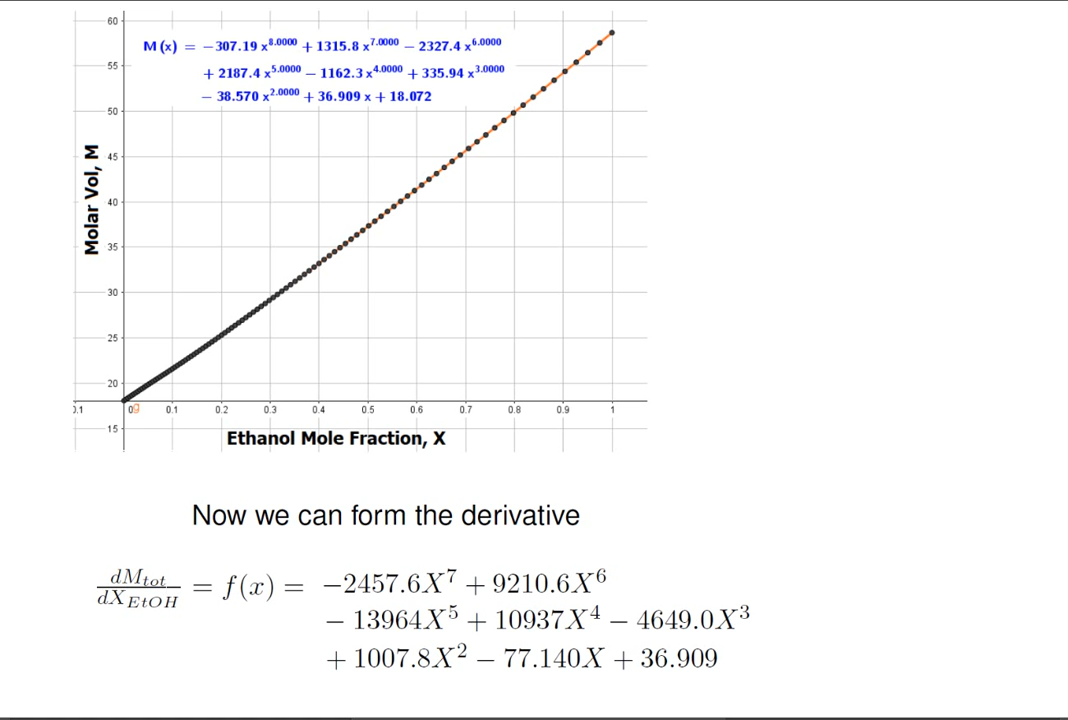 60
M (x) = −307.19 x^8.0000 + 1315.8 x^7.0000 − 2327.4 x^6.0000
+ 2187.4 x^5.0000 − 1162.3 x^4.0000 + 335.94 x^3.0000
− 38.570 x^2.0000 + 36.909 x + 18.072
55
50
45
40
35
30
25
20
15
Molar Vol, M
0.1 0 0.1 0.2 0.3 0.4 0.5 0.6 0.7 0.8 0.9 1
Ethanol Mole Fraction, X
Now we can form the derivative
dM_tot/dX_EtOH = f(x) = −2457.6X^7 + 9210.6X^6
− 13964X^5 + 10937X^4 − 4649.0X^3
+ 1007.8X^2 − 77.140X + 36.909